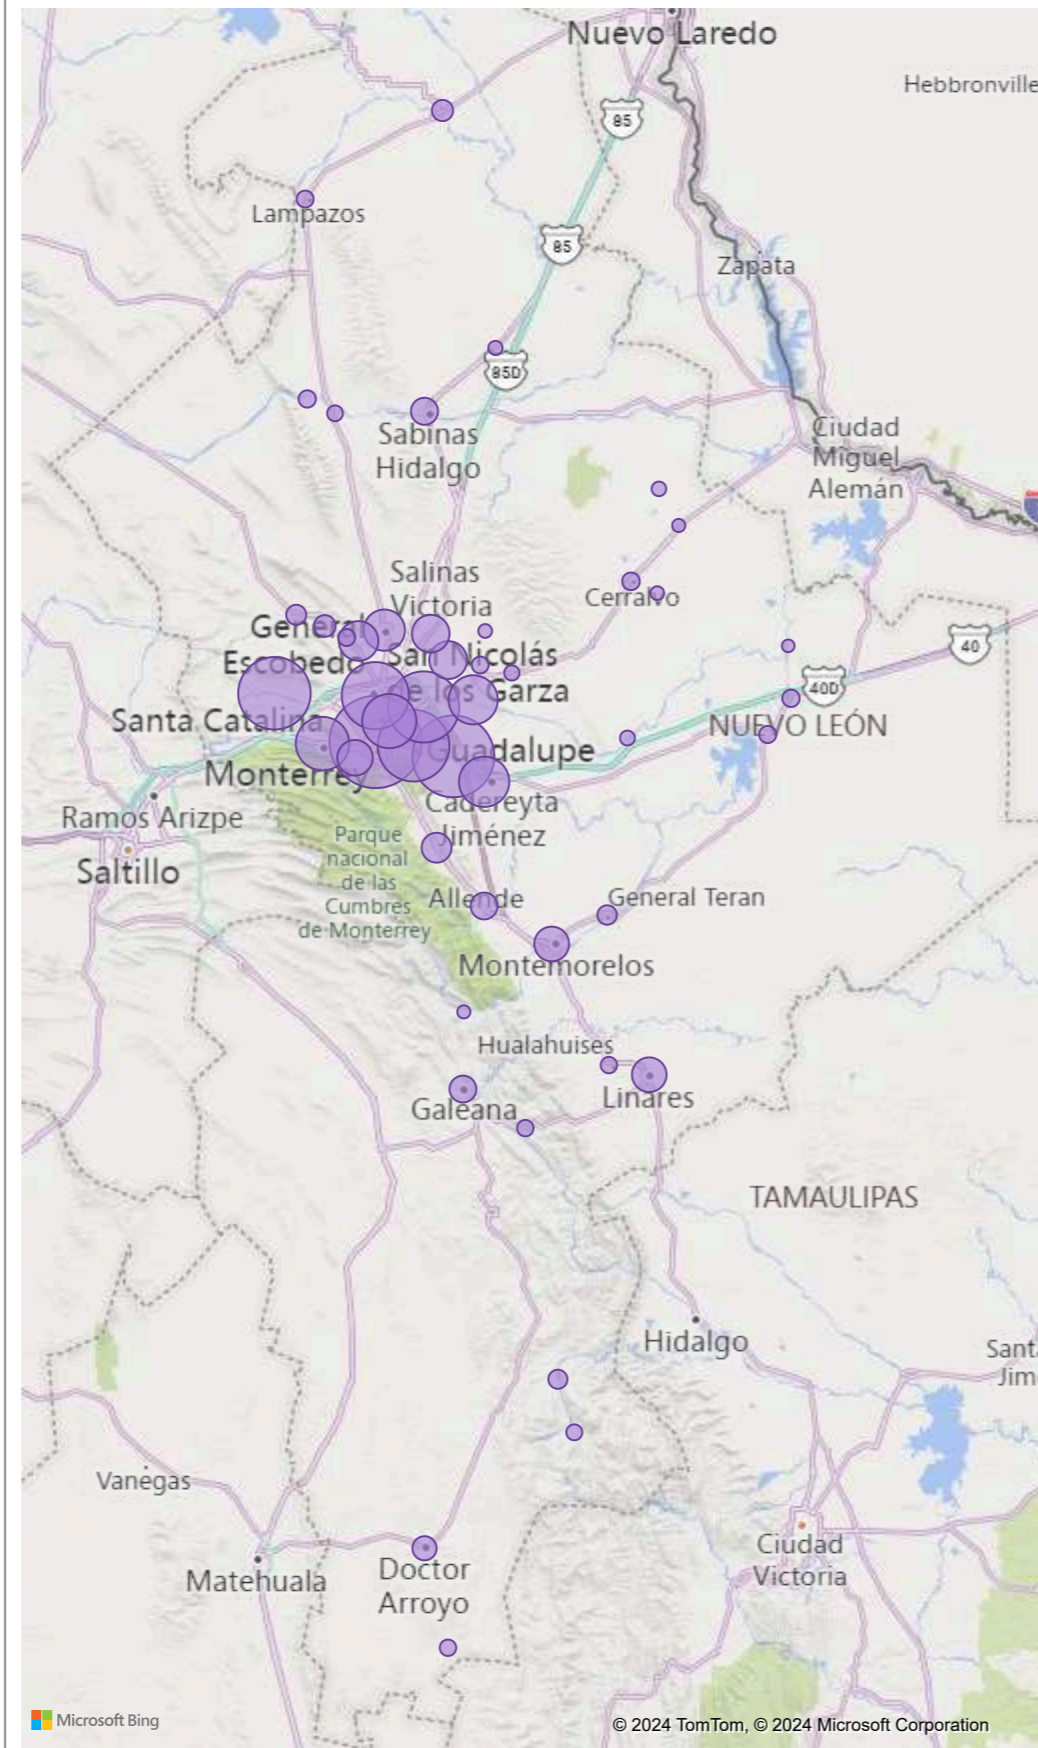 Nuevo Laredo
Hebbronville
85
Lampazos
85
Zapata
85D
Sabinas
Hidalgo
Ciudad
Miguel
Alemán
Salinas
Victoria
Cerralvo
General
Escobedo
San Nicolás
de los Garza
40
40D
Santa Catalina
NUEVO LEÓN
Guadalupe
Monterrey
Cadereyta
Jiménez
Ramos Arizpe
Saltillo
Parque
nacional
de las
Cumbres
de Monterrey
Allende
General Teran
Montemorelos
Hualahuises
Linares
Galeana
TAMAULIPAS
Hidalgo
Santa
Jim
Vanegas
Ciudad
Victoria
Matehuala
Doctor
Arroyo
Microsoft Bing
© 2024 TomTom, © 2024 Microsoft Corporation